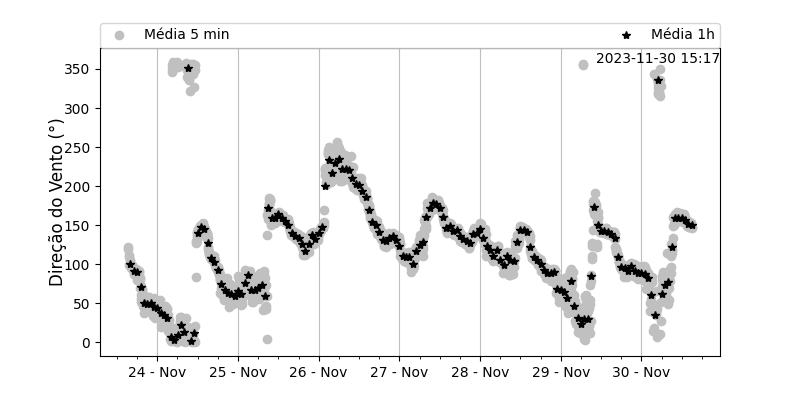 Média 5 min
Média 1h
2023-11-30 15:17
Direção do Vento (°)
350
300
250
200
150
100
50
0
24 - Nov
25 - Nov
26 - Nov
27 - Nov
28 - Nov
29 - Nov
30 - Nov